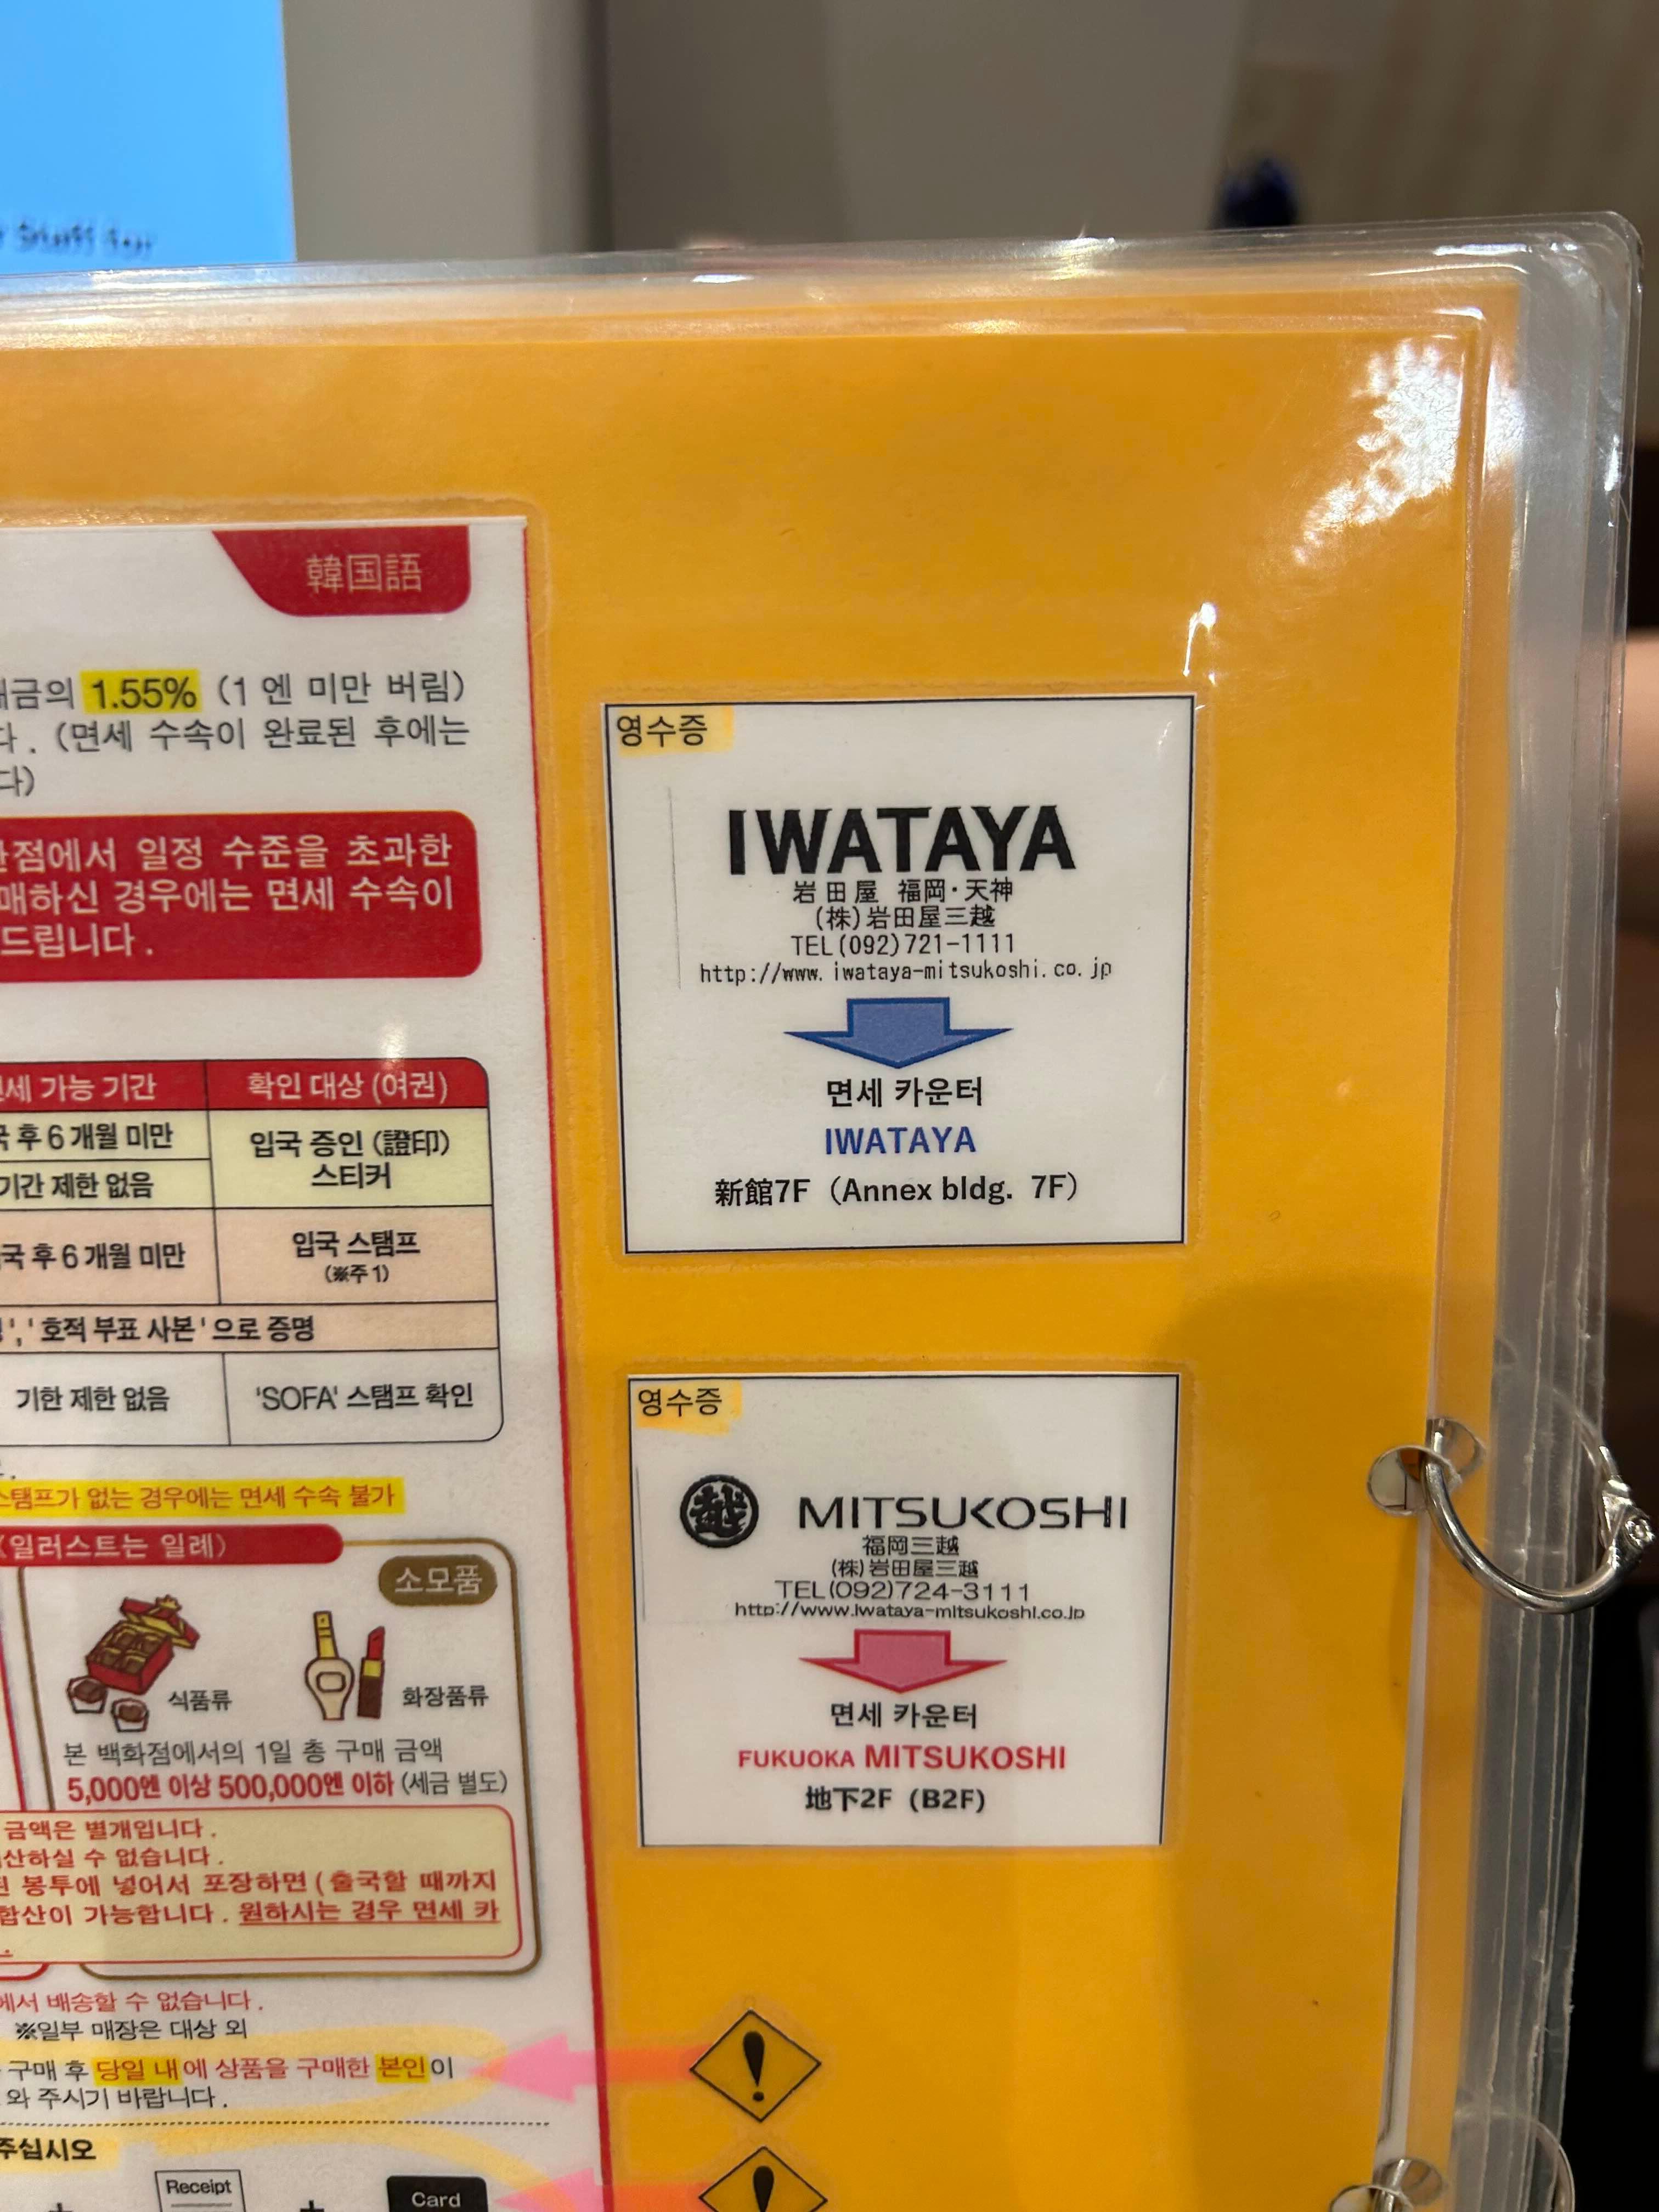 Staff for
韓国語
금의 1.55% (1 엔 미만 버림)
다. (면세 수속이 완료된 후에는
다)
점에서 일정 수준을 초과한
매하신 경우에는 면세 수속이
드립니다.
세 가능 기간
확인 대상 (여권)
후 6 개월 미만
입국 증인 (證印)
스티커
기간 제한 없음
국 후 6 개월 미만
입국 스탬프
(※주 1)
', ' 호적 부표 사본 ' 으로 증명
기한 제한 없음
'SOFA' 스탬프 확인
스탬프가 없는 경우에는 면세 수속 불가
(일러스트는 일례)
소모품
식품류
화장품류
본 백화점에서의 1일 총 구매 금액
5,000엔 이상 500,000엔 이하 (세금 별도)
금액은 별개입니다.
산하실 수 없습니다.
된 봉투에 넣어서 포장하면 ( 출국할 때까지
합산이 가능합니다. 원하시는 경우 면세 카
에서 배송할 수 없습니다.
※일부 매장은 대상 외
구매 후 당일 내에 상품을 구매한 본인이
와 주시기 바랍니다.
주십시오
Receipt
+
Card
영수증
IWATAYA
岩田屋 福岡・天神
(株)岩田屋三越
TEL(092)721-1111
http://www.iwataya-mitsukoshi.co.jp
면세 카운터
IWATAYA
新館7F (Annex bldg. 7F)
영수증
越 MITSUKOSHI
福岡三越
(株)岩田屋三越
TEL(092)724-3111
http://www.iwataya-mitsukoshi.co.jp
면세 카운터
FUKUOKA MITSUKOSHI
地下2F (B2F)
!
!